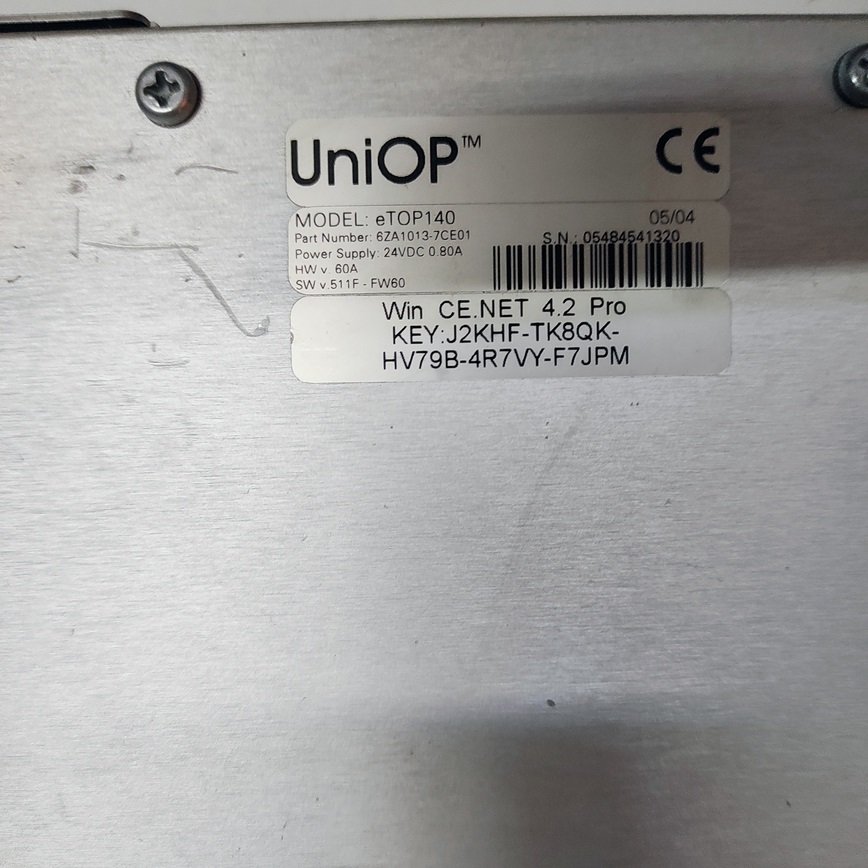 UniOP™ CE
MODEL: eTOP140 05/04
Part Number: 6ZA1013-7CE01 S.N.: 05484541320
Power Supply: 24VDC 0.80A
HW v. 60A
SW v.511F - FW60
Win CE.NET 4.2 Pro
KEY:J2KHF-TK8QK-
HV79B-4R7VY-F7JPM